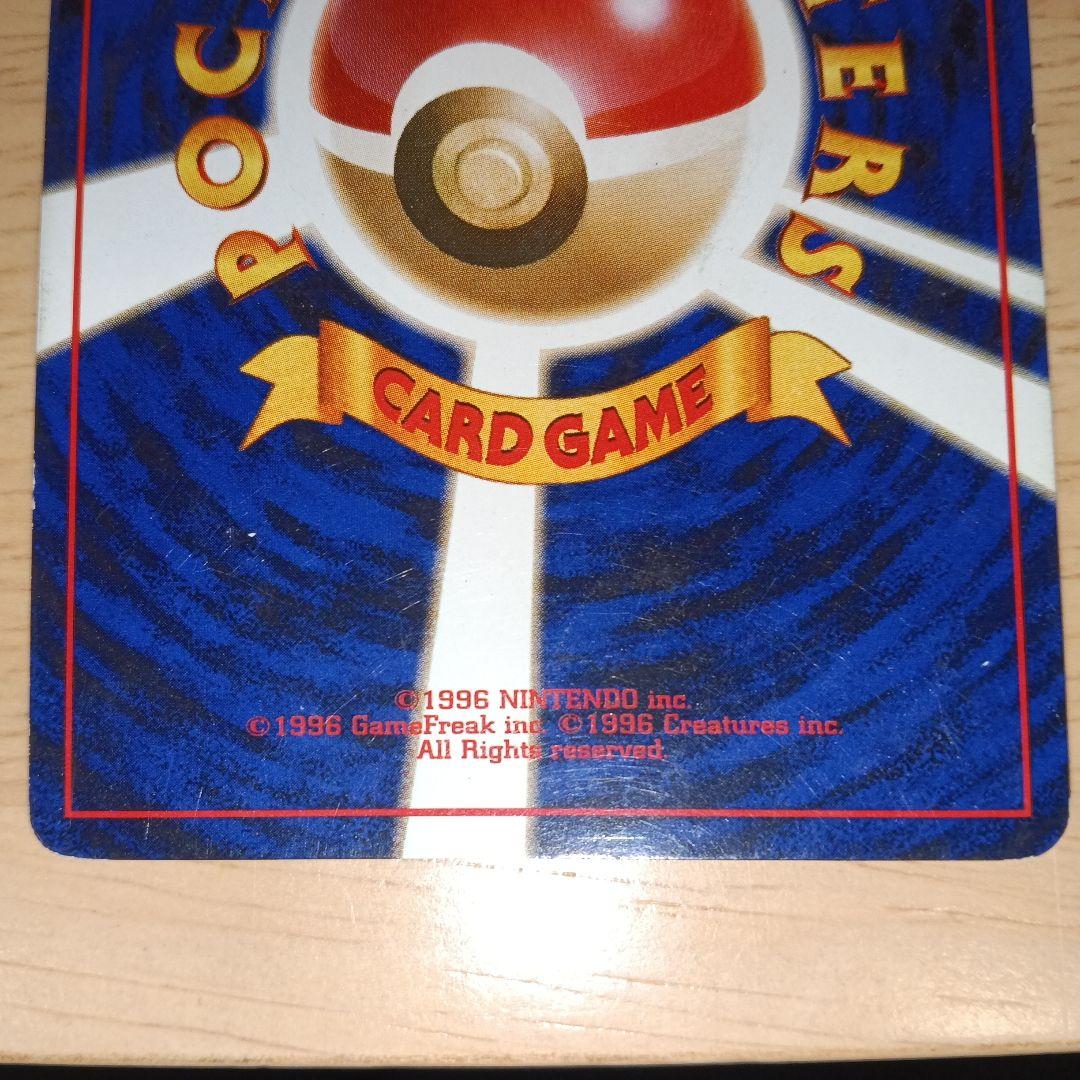 POC
ERS
CARD GAME
©1996 NINTENDO inc.
©1996 GameFreak inc. ©1996 Creatures inc.
All Rights reserved.